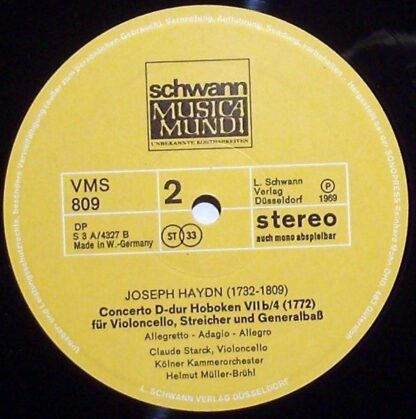 schwann
MUSICA
MUNDI
UNBEKANNTE KOSTBARKEITEN
VMS
809
2
L. Schwann
Verlag
Düsseldorf
P
1969
DP
S 3 A/4327 B
Made in W.-Germany
ST 33
stereo
auch mono abspielbar
JOSEPH HAYDN (1732-1809)
Concerto D-dur Hoboken VII b/4 (1772)
für Violoncello, Streicher und Generalbaß
Allegretto - Adagio - Allegro
Claude Starck, Violoncello
Kölner Kammerorchester
Helmut Müller-Brühl
L. SCHWANN VERLAG DÜSSELDORF